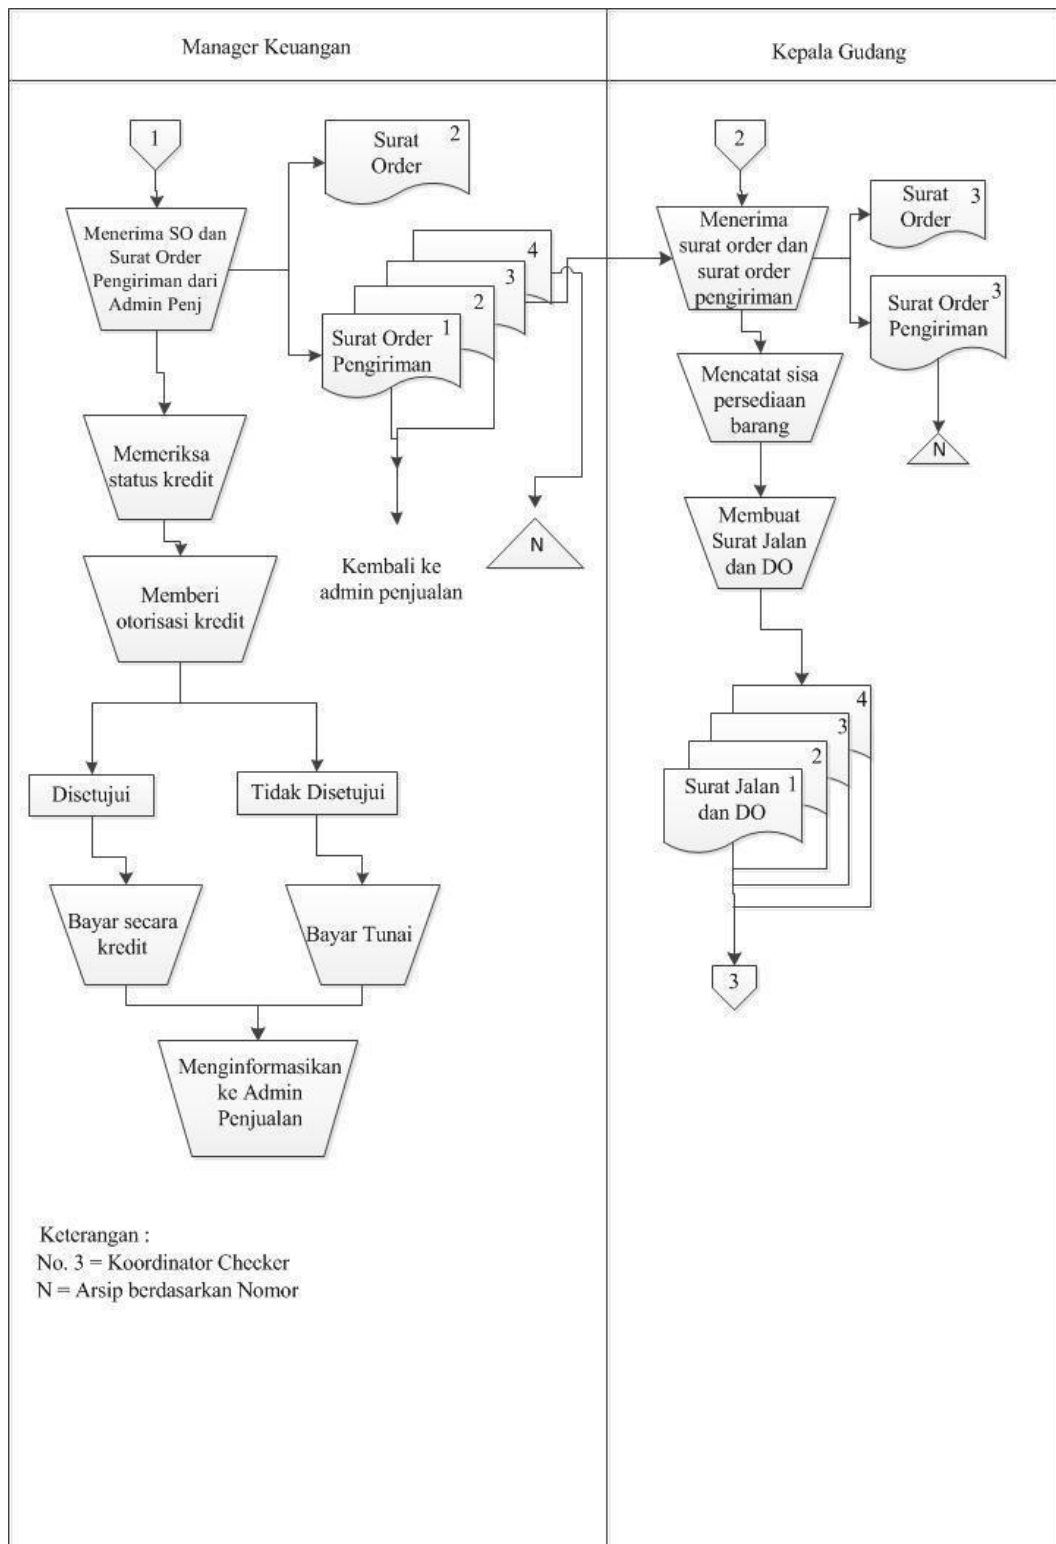 Manager Keuangan
Kepala Gudang
1
Surat
Order
2
Menerima SO dan
Surat Order
Pengiriman dari
Admin Penj
4
3
2
1
Surat Order
Pengiriman
Memeriksa
status kredit
Kembali ke
admin penjualan
N
Memberi
otorisasi kredit
Disetujui
Tidak Disetujui
Bayar secara
kredit
Bayar Tunai
Menginformasikan
ke Admin
Penjualan
Keterangan :
No. 3 = Koordinator Checker
N = Arsip berdasarkan Nomor
2
Menerima
surat order dan
surat order
pengiriman
Surat
Order
3
Surat Order
Pengiriman
3
N
Mencatat sisa
persediaan
barang
Membuat
Surat Jalan
dan DO
4
3
2
1
Surat Jalan
dan DO
3